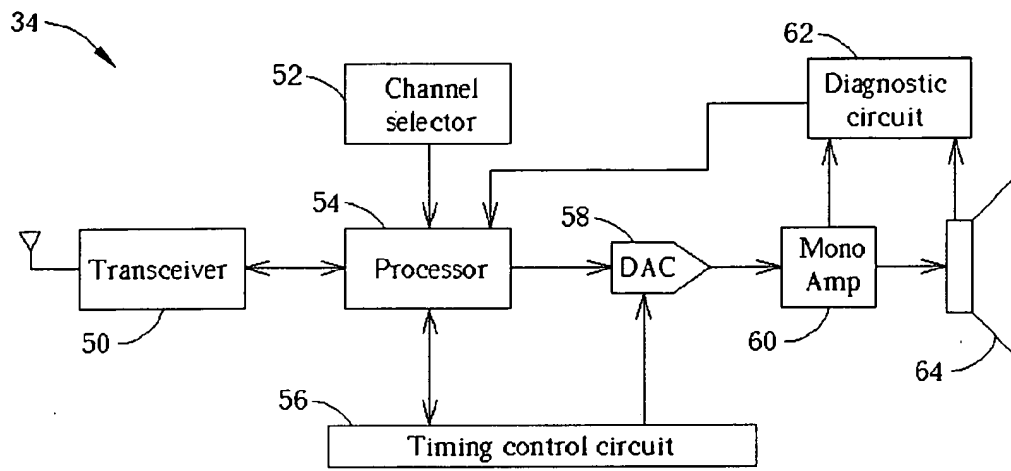 34
62
52
Channel
selector
Diagnostic
circuit
54
58
Transceiver
Processor
DAC
Mono
Amp
50
60
64
56
Timing control circuit